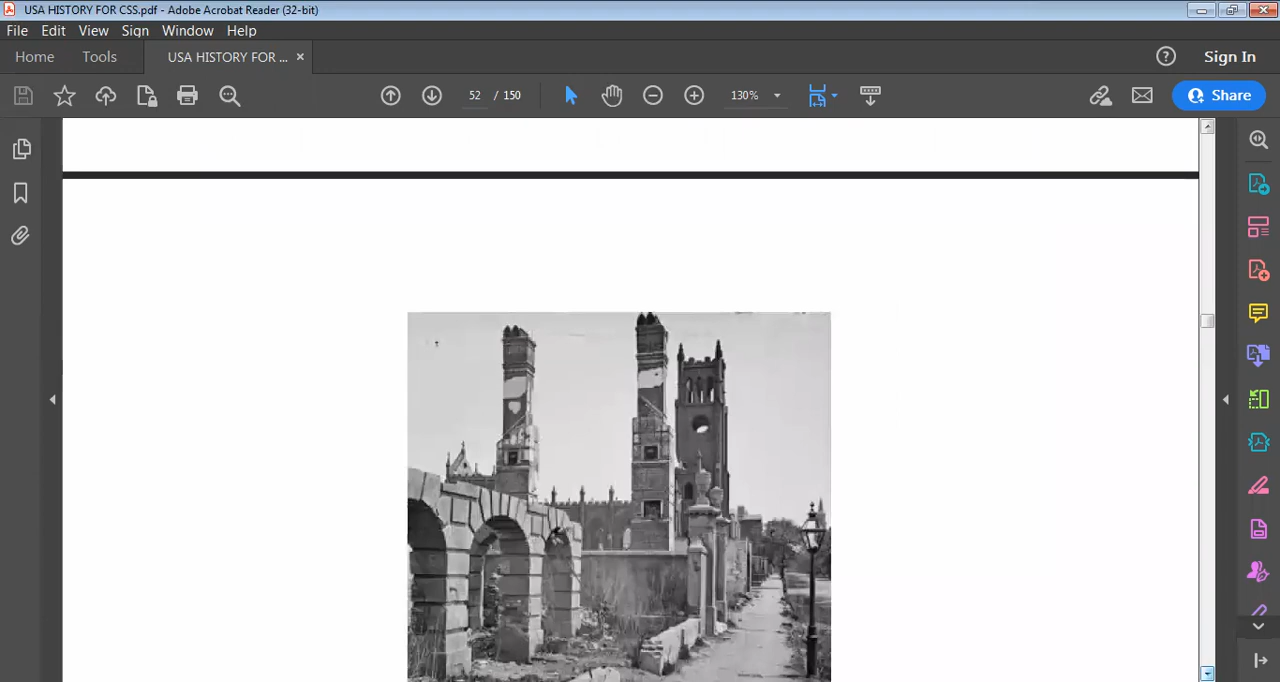 USA HISTORY FOR CSS.pdf - Adobe Acrobat Reader (32-bit)
File Edit View Sign Window Help
Home Tools USA HISTORY FOR ... × Sign In
52 / 150 130% Share